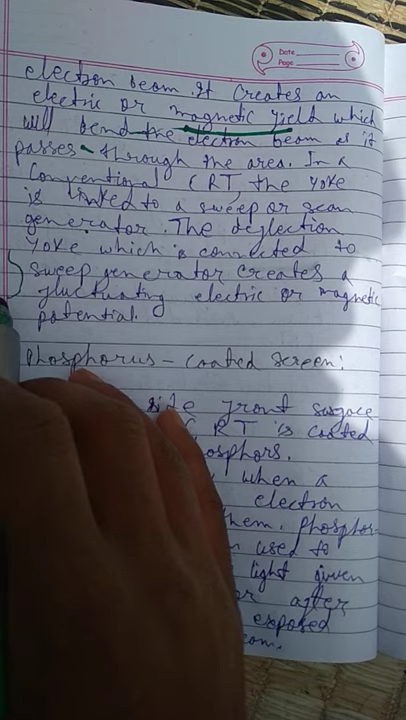 Date
Page
electron beam. It creates an
electric or magnetic yield which
will bend the electron beam as it
passes through the area. In a
Conventional CRT, the yoke
is linked to a sweep or scan
generator. The deflection
yoke which is connected to
sweep generator creates a
fluctuating electric or magnetic
potential.
Phosphorus - coated screen:
side front surface
CRT is coated
osphors.
when a
electron
them. Phosphor-
used to
light given
or after
exposed